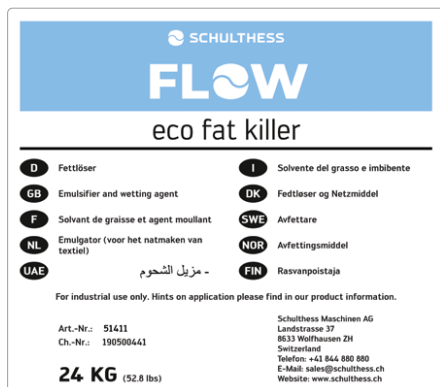 SCHULTHESS
FLOW
eco fat killer
D Fettlöser
GB Emulsifier and wetting agent
F Solvant de graisse et agent moullant
NL Emulgator (voor het natmaken van
textiel)
UAE - مزيل الشحوم
I Solvente del grasso e imbibente
DK Fedtløser og Netzmiddel
SWE Avfettare
NOR Avfettingsmiddel
FIN Rasvanpoistaja
For industrial use only. Hints on application please find in our product information.
Art.-Nr.: 51411
Ch.-Nr.: 190500441
24 KG (52.8 lbs)
Schulthess Maschinen AG
Landstrasse 37
8633 Wolfhausen ZH
Switzerland
Telefon: +41 844 880 880
E-Mail: sales@schulthess.ch
Website: www.schulthess.ch